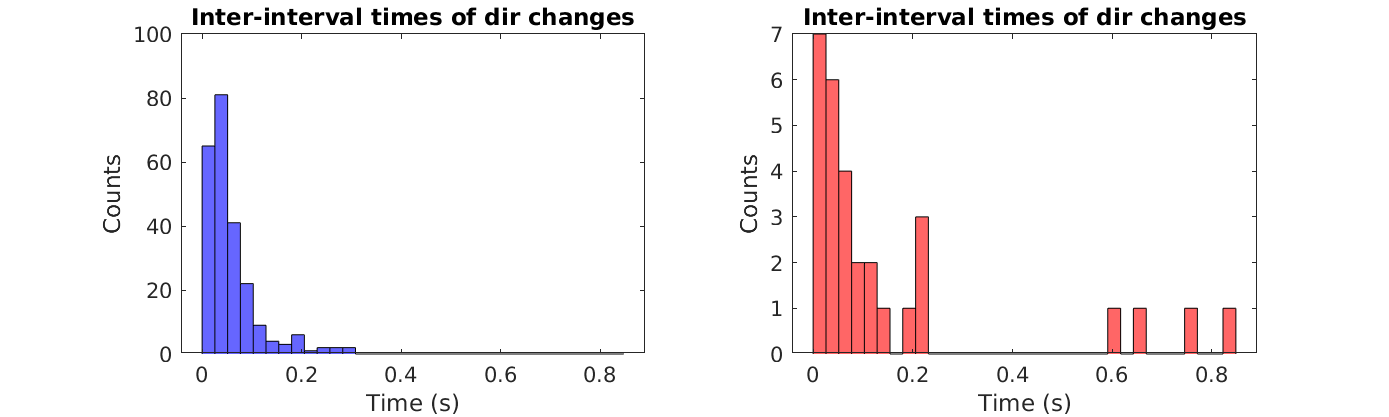 Inter-interval times of dir changes
100
80
60
40
20
0
Counts
0 0.2 0.4 0.6 0.8
Time (s)
Inter-interval times of dir changes
7
6
5
4
3
2
1
0
Counts
0 0.2 0.4 0.6 0.8
Time (s)